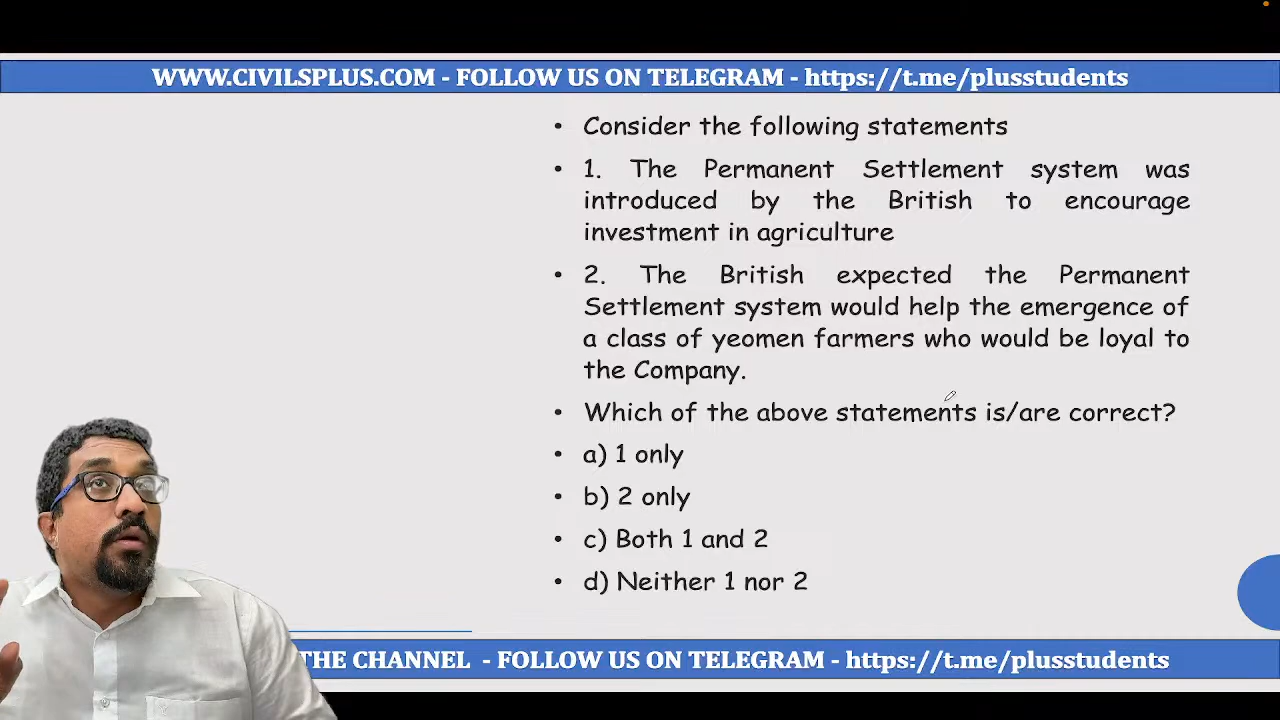 WWW.CIVILSPLUS.COM - FOLLOW US ON TELEGRAM - https://t.me/plusstudents
• Consider the following statements
• 1. The Permanent Settlement system was
introduced by the British to encourage
investment in agriculture
• 2. The British expected the Permanent
Settlement system would help the emergence of
a class of yeomen farmers who would be loyal to
the Company.
• Which of the above statements is/are correct?
• a) 1 only
• b) 2 only
• c) Both 1 and 2
• d) Neither 1 nor 2
THE CHANNEL - FOLLOW US ON TELEGRAM - https://t.me/plusstudents